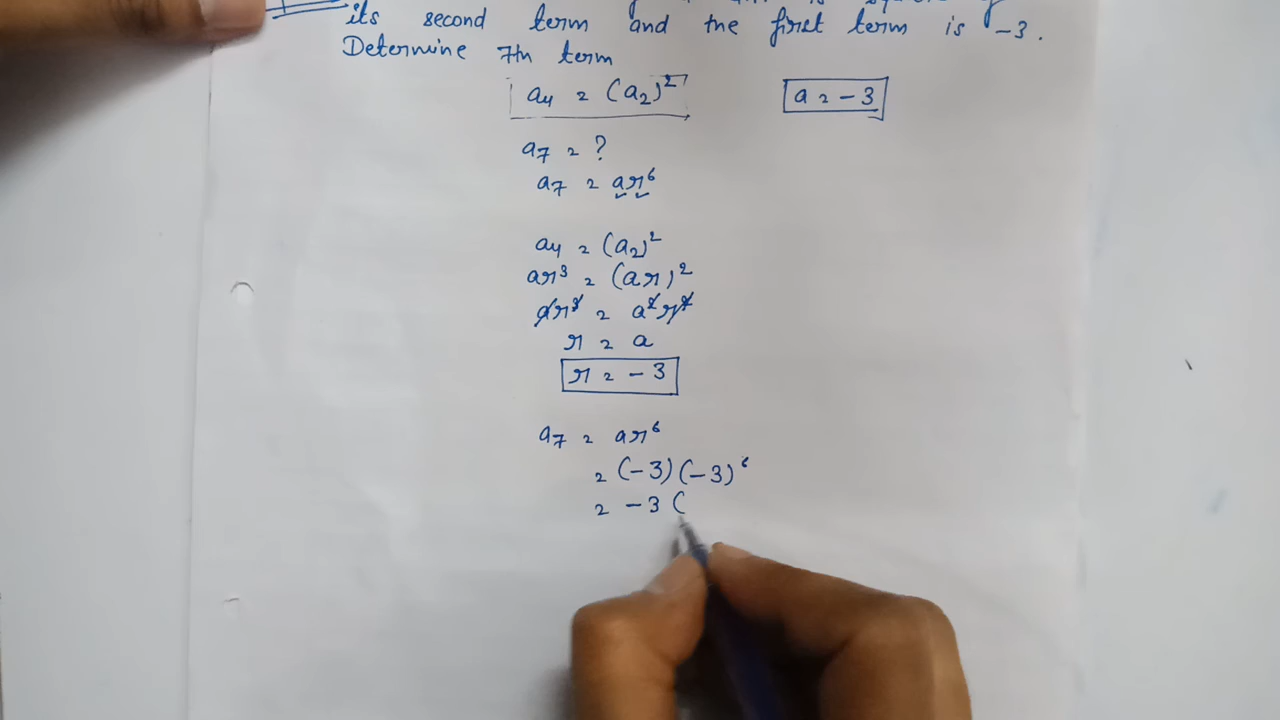 its second term and the first term is -3.
Determine 7th term
a4 = (a2)²
a = -3
a7 = ?
a7 = ar⁶
a4 = (a2)²
ar³ = (ar)²
ar³ = a²r²
r = a
r = -3
a7 = ar⁶
= (-3)(-3)⁶
= -3(